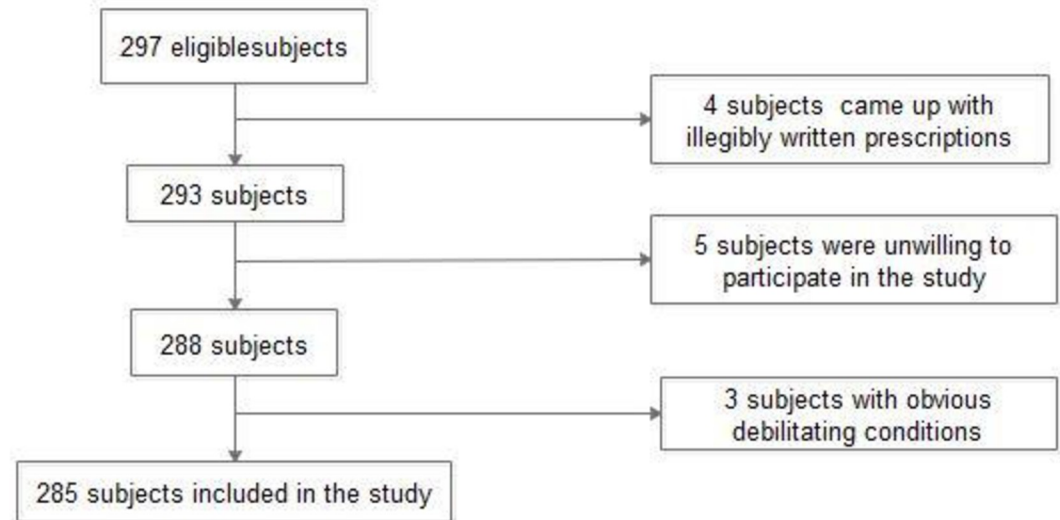 297 eligiblesubjects
4 subjects  came up with
illegibly written prescriptions
293 subjects
5 subjects were unwilling to
participate in the study
288 subjects
3 subjects with obvious
debilitating conditions
285 subjects included in the study